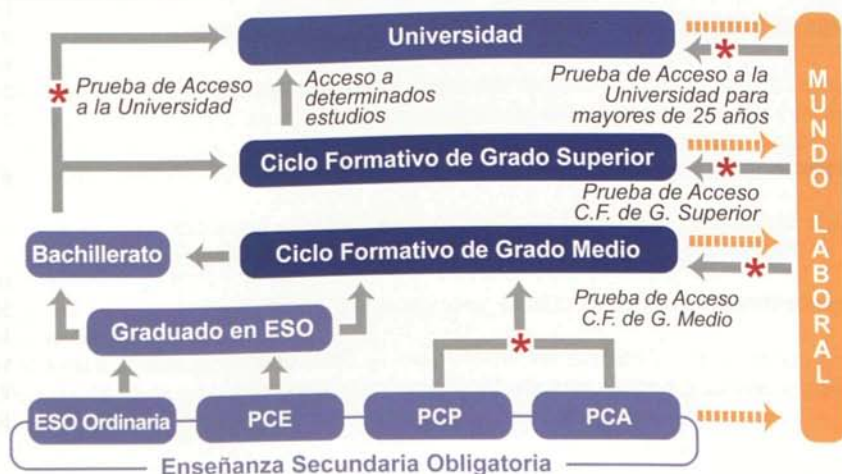 Universidad
* Prueba de Acceso
a la Universidad
Acceso a
determinados
estudios
*
Prueba de Acceso a la
Universidad para
mayores de 25 años
Ciclo Formativo de Grado Superior
*
Prueba de Acceso
C.F. de G. Superior
Bachillerato
Ciclo Formativo de Grado Medio
*
Prueba de Acceso
C.F. de G. Medio
Graduado en ESO
*
ESO Ordinaria
PCE
PCP
PCA
Enseñanza Secundaria Obligatoria
MUNDO LABORAL